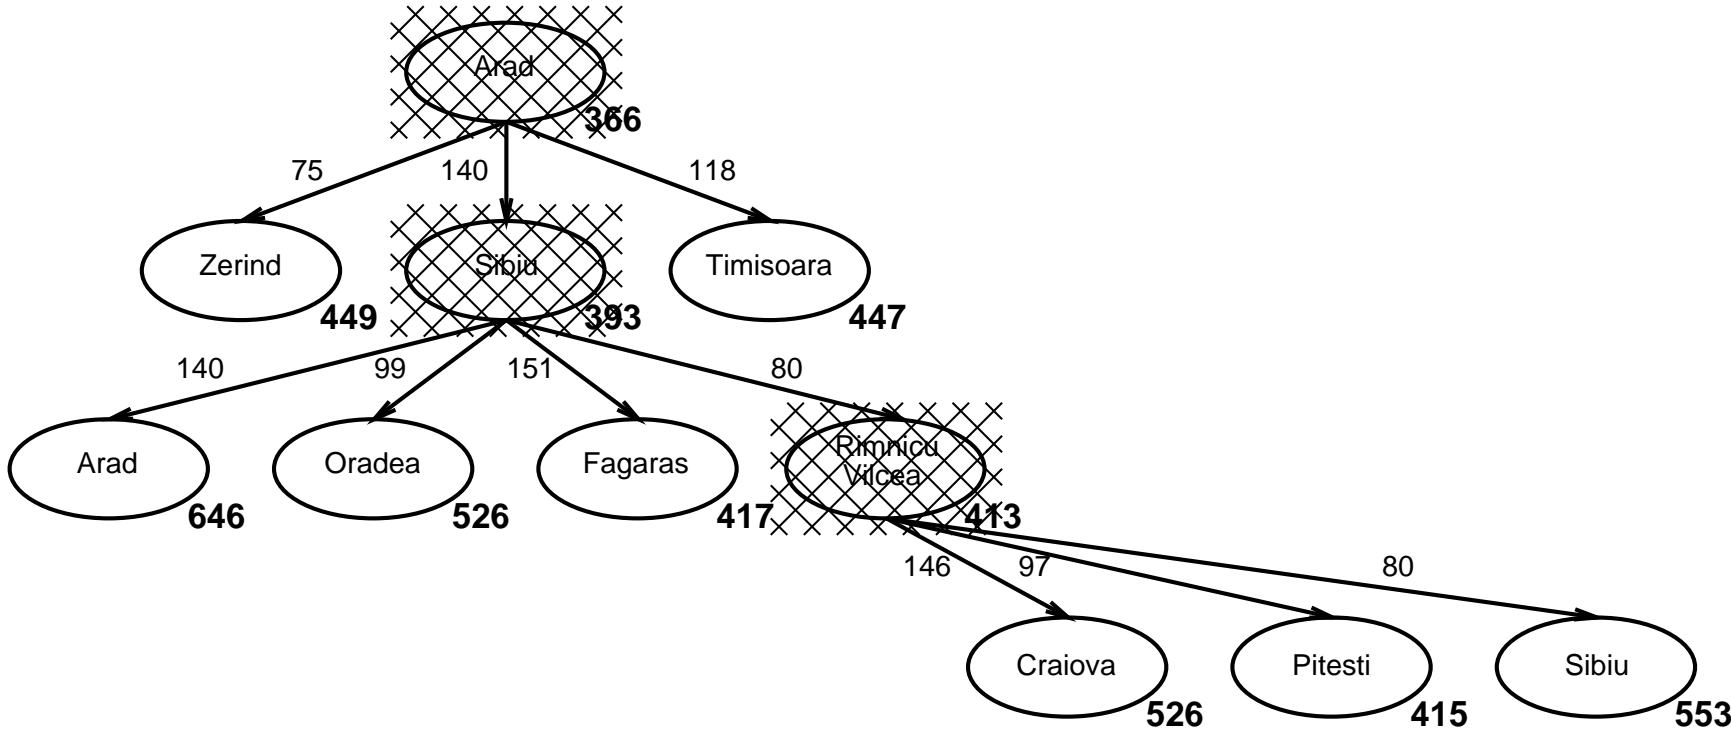 Arad
366
75
140
118
Zerind
Sibiu
Timisoara
449
393
447
140
99
151
80
Arad
Oradea
Fagaras
Rimnicu
Vilcea
646
526
417
413
146
97
80
Craiova
Pitesti
Sibiu
526
415
553